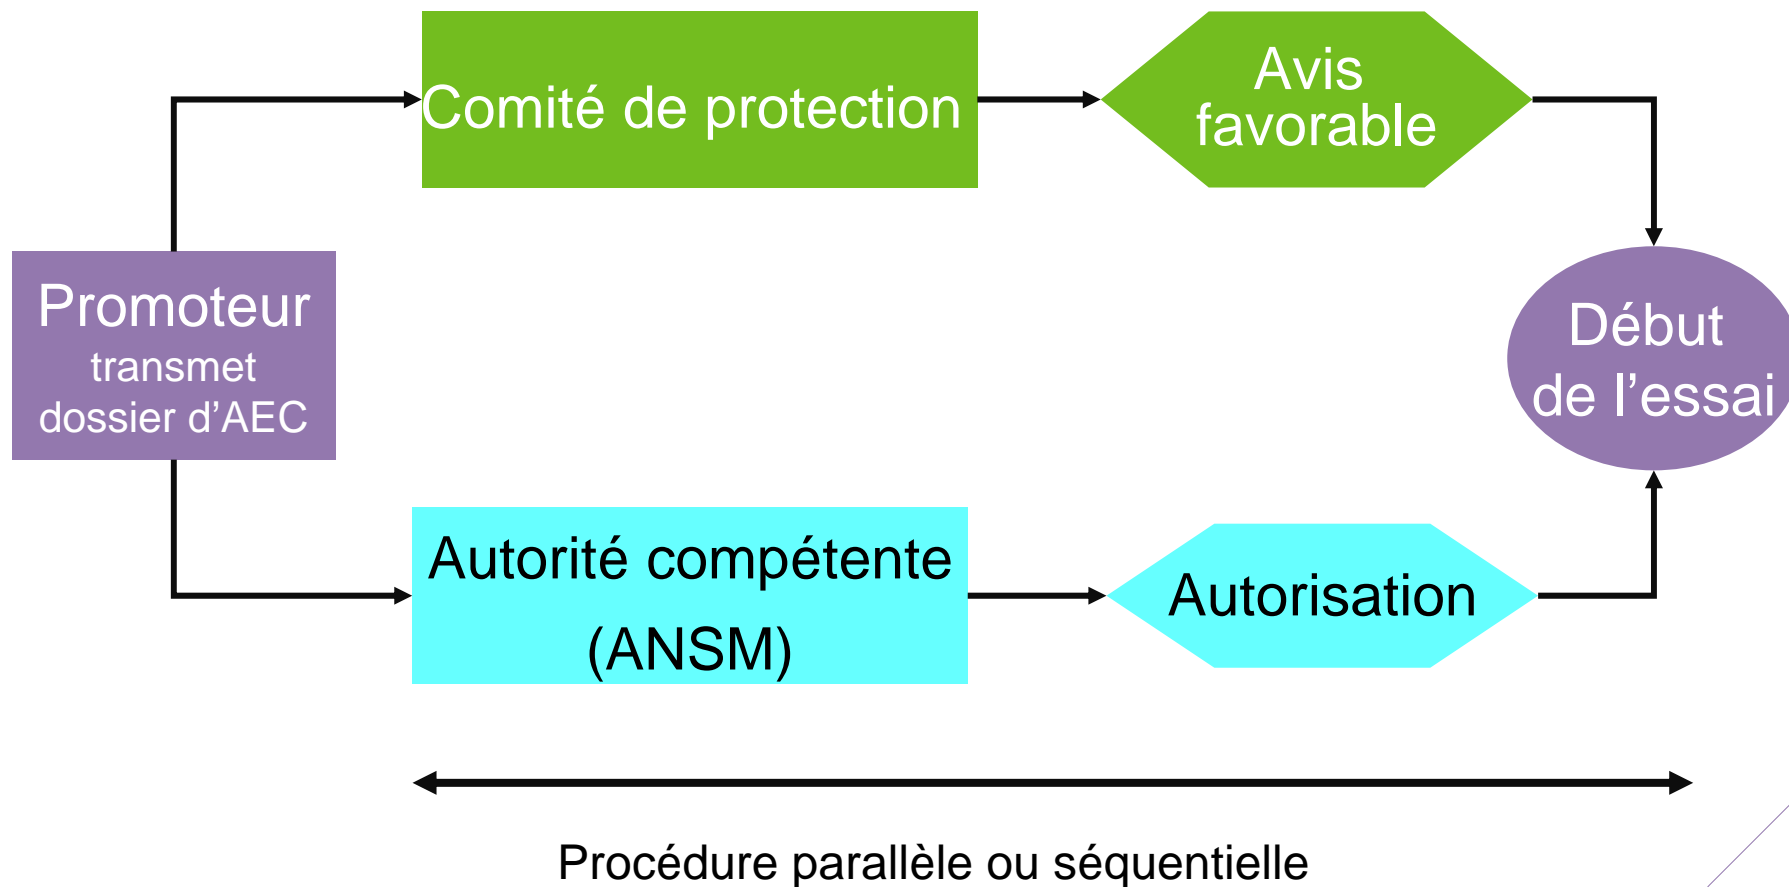 Comité de protection
Avis
favorable
Promoteur
transmet
dossier d’AEC
Début
de l’essai
Autorité compétente
(ANSM)
Autorisation
Procédure parallèle ou séquentielle